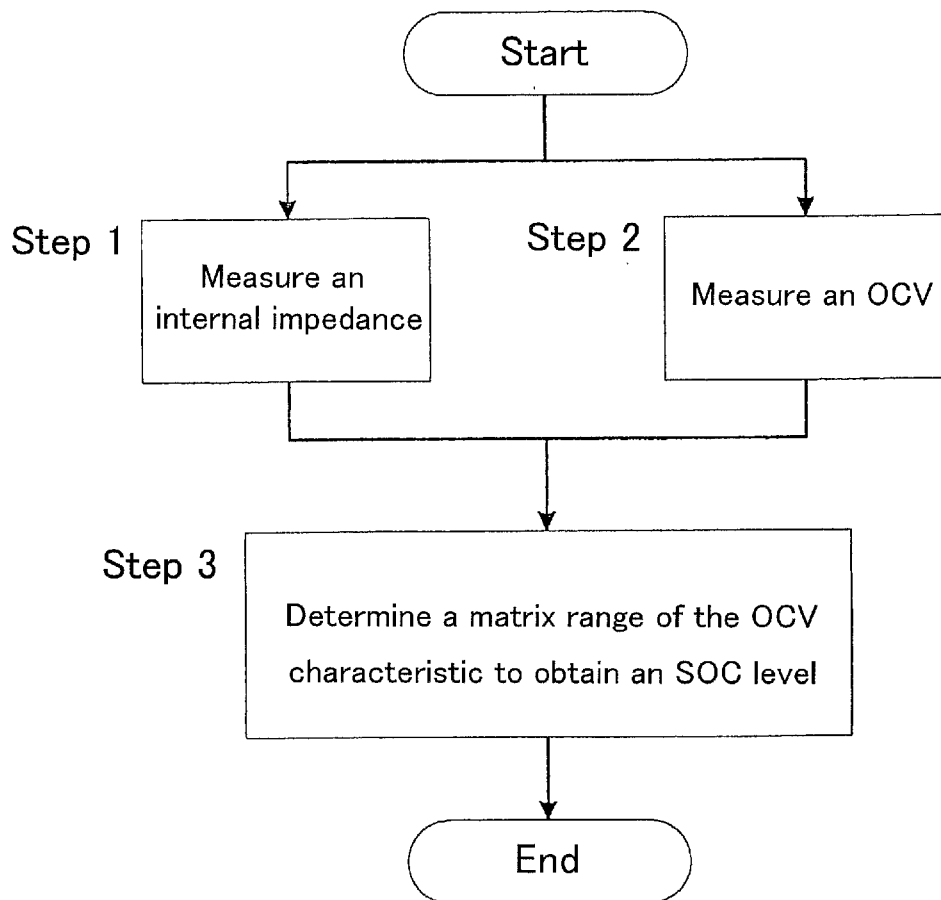 Start
Step 1
Measure an
internal impedance
Step 2
Measure an OCV
Step 3
Determine a matrix range of the OCV
characteristic to obtain an SOC level
End